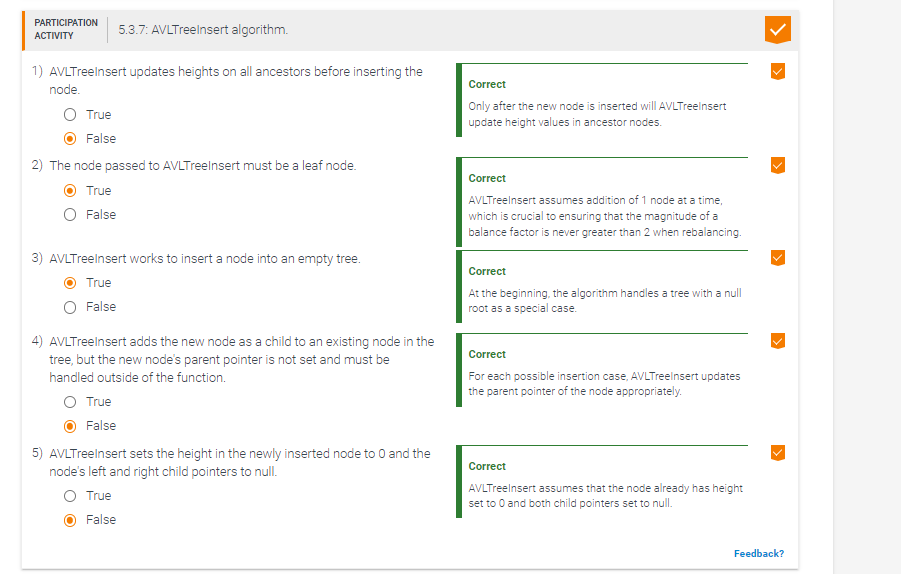 PARTICIPATION
ACTIVITY
5.3.7: AVLTreeInsert algorithm.
1) AVLTreeInsert updates heights on all ancestors before inserting the
node.
True
False
Correct
Only after the new node is inserted will AVLTreeInsert
update height values in ancestor nodes.
2) The node passed to AVLTreeInsert must be a leaf node.
True
False
Correct
AVLTreeInsert assumes addition of 1 node at a time,
which is crucial to ensuring that the magnitude of a
balance factor is never greater than 2 when rebalancing.
3) AVLTreeInsert works to insert a node into an empty tree.
True
False
Correct
At the beginning, the algorithm handles a tree with a null
root as a special case.
4) AVLTreeInsert adds the new node as a child to an existing node in the
tree, but the new node's parent pointer is not set and must be
handled outside of the function.
True
False
Correct
For each possible insertion case, AVLTreeInsert updates
the parent pointer of the node appropriately.
5) AVLTreeInsert sets the height in the newly inserted node to 0 and the
node's left and right child pointers to null.
True
False
Correct
AVLTreeInsert assumes that the node already has height
set to 0 and both child pointers set to null.
Feedback?